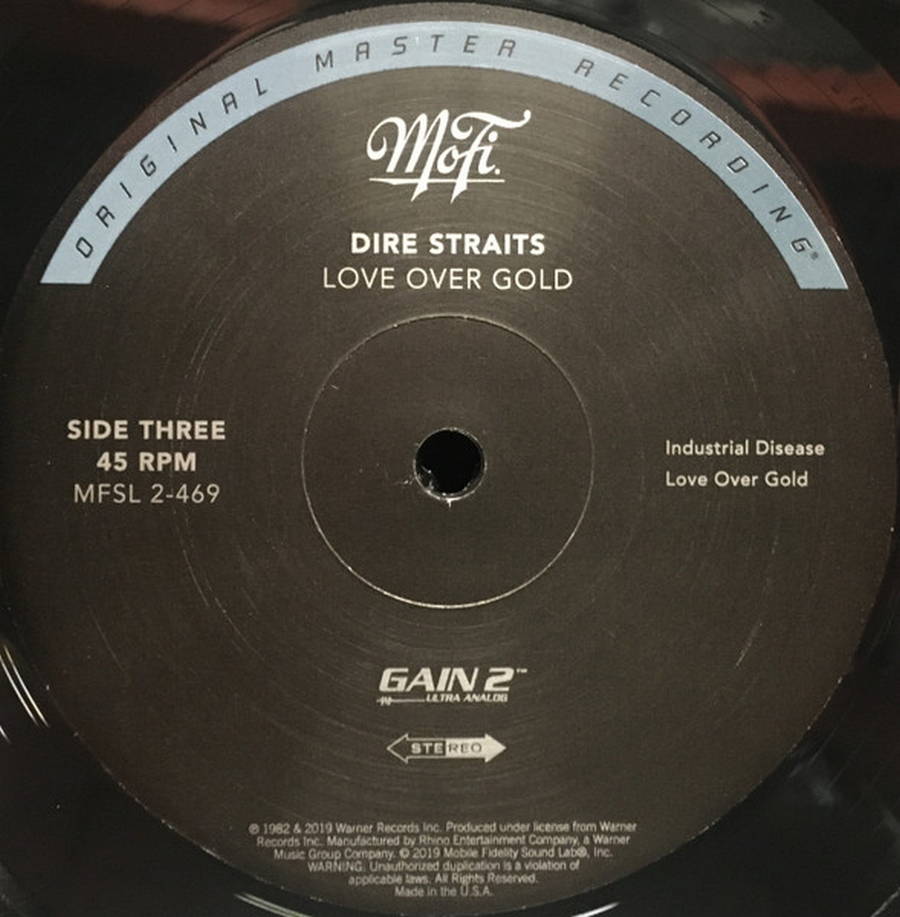 ORIGINAL MASTER RECORDING®
MoFi.
DIRE STRAITS
LOVE OVER GOLD
SIDE THREE
45 RPM
MFSL 2-469
Industrial Disease
Love Over Gold
GAIN 2™
ULTRA ANALOG
STEREO
℗ 1982 & 2019 Warner Records Inc. Produced under license from Warner
Records Inc. Manufactured by Rhino Entertainment Company, a Warner
Music Group Company. © 2019 Mobile Fidelity Sound Lab®, Inc.
WARNING: Unauthorized duplication is a violation of
applicable laws. All Rights Reserved.
Made in the U.S.A.